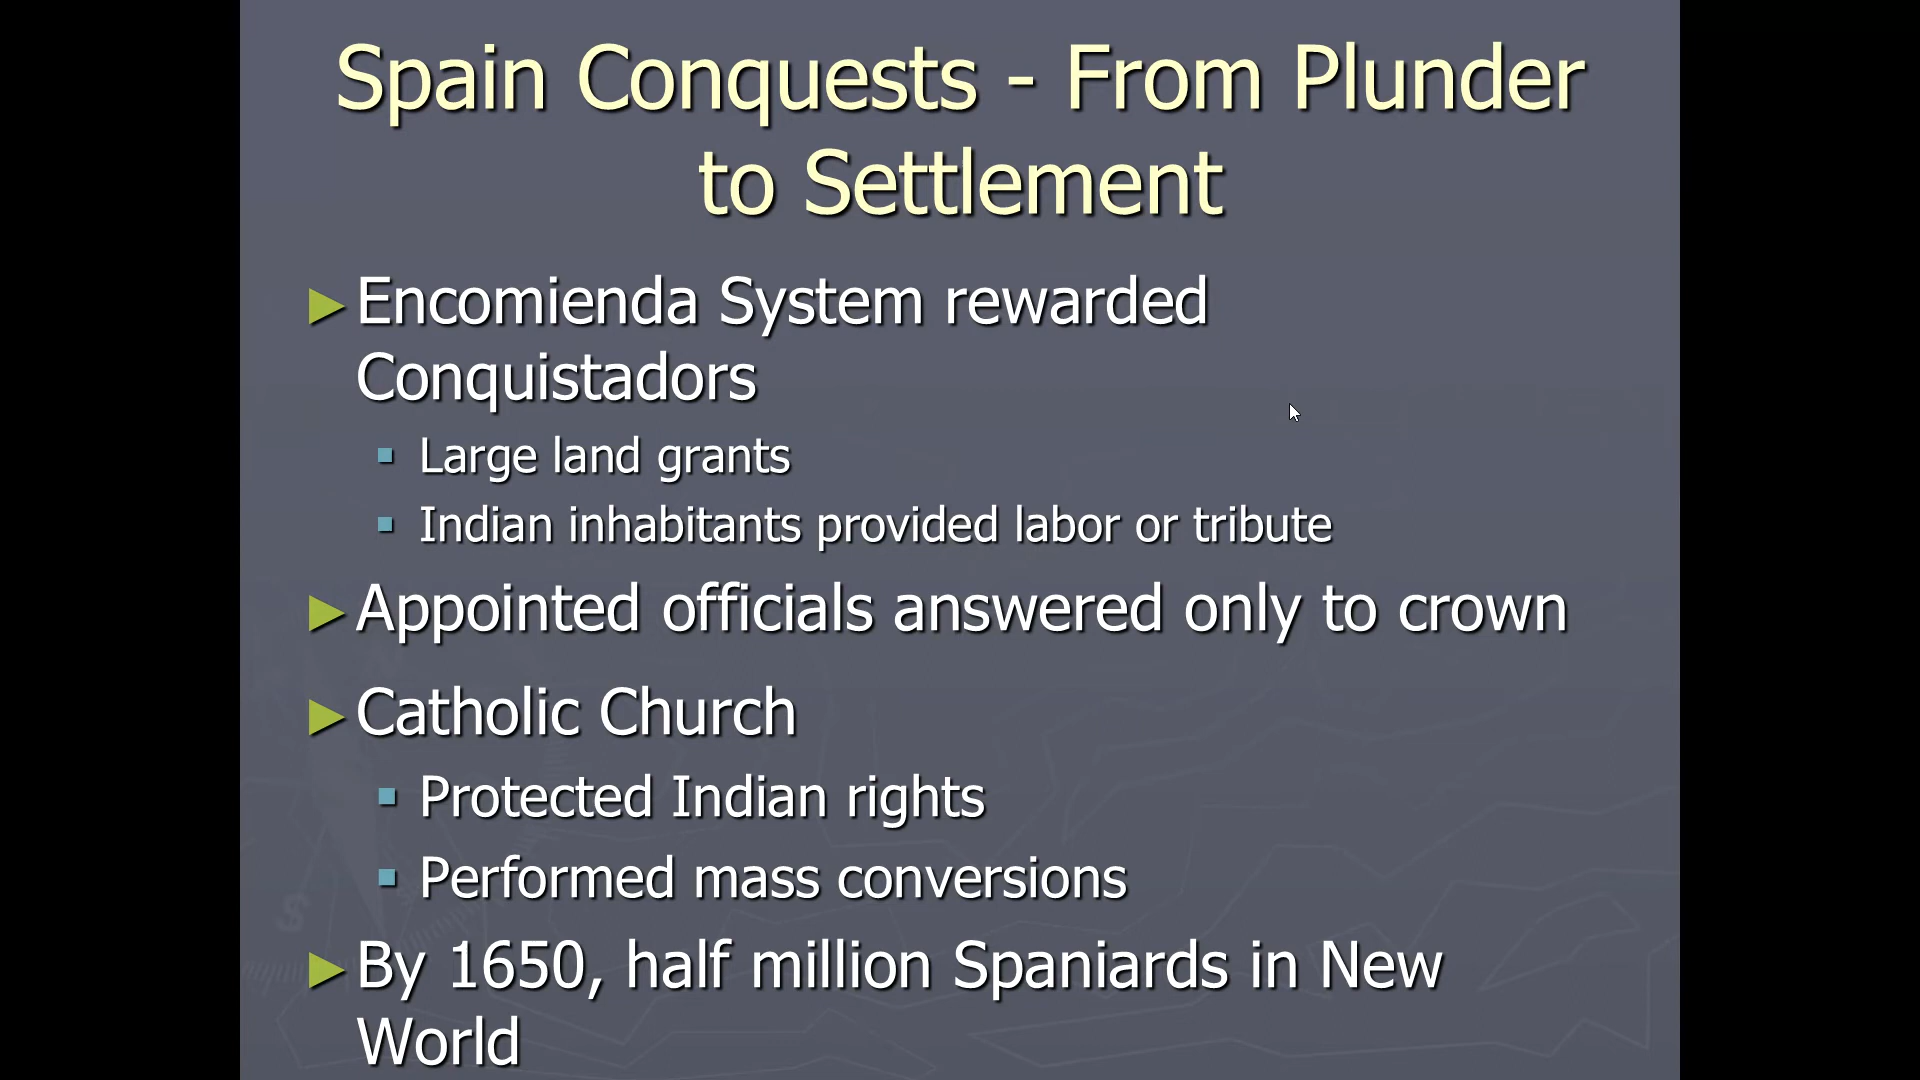 Spain Conquests - From Plunder
to Settlement
Encomienda System rewarded
Conquistadors
Large land grants
Indian inhabitants provided labor or tribute
Appointed officials answered only to crown
Catholic Church
Protected Indian rights
Performed mass conversions
By 1650, half million Spaniards in New
World